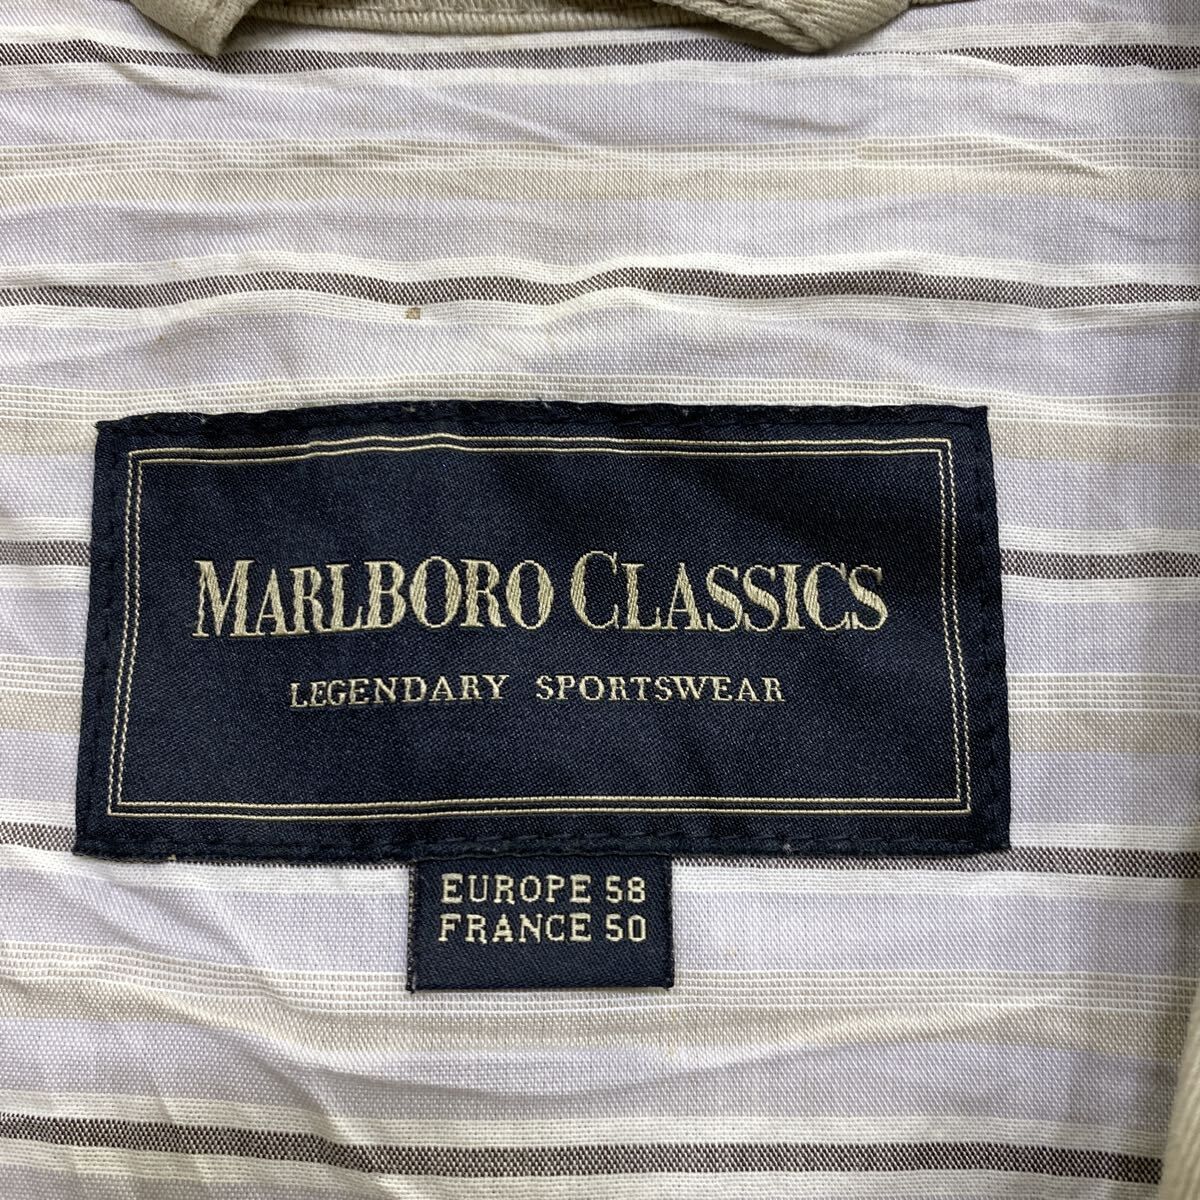 MARLBORO CLASSICS
LEGENDARY SPORTSWEAR
EUROPE 58
FRANCE 50